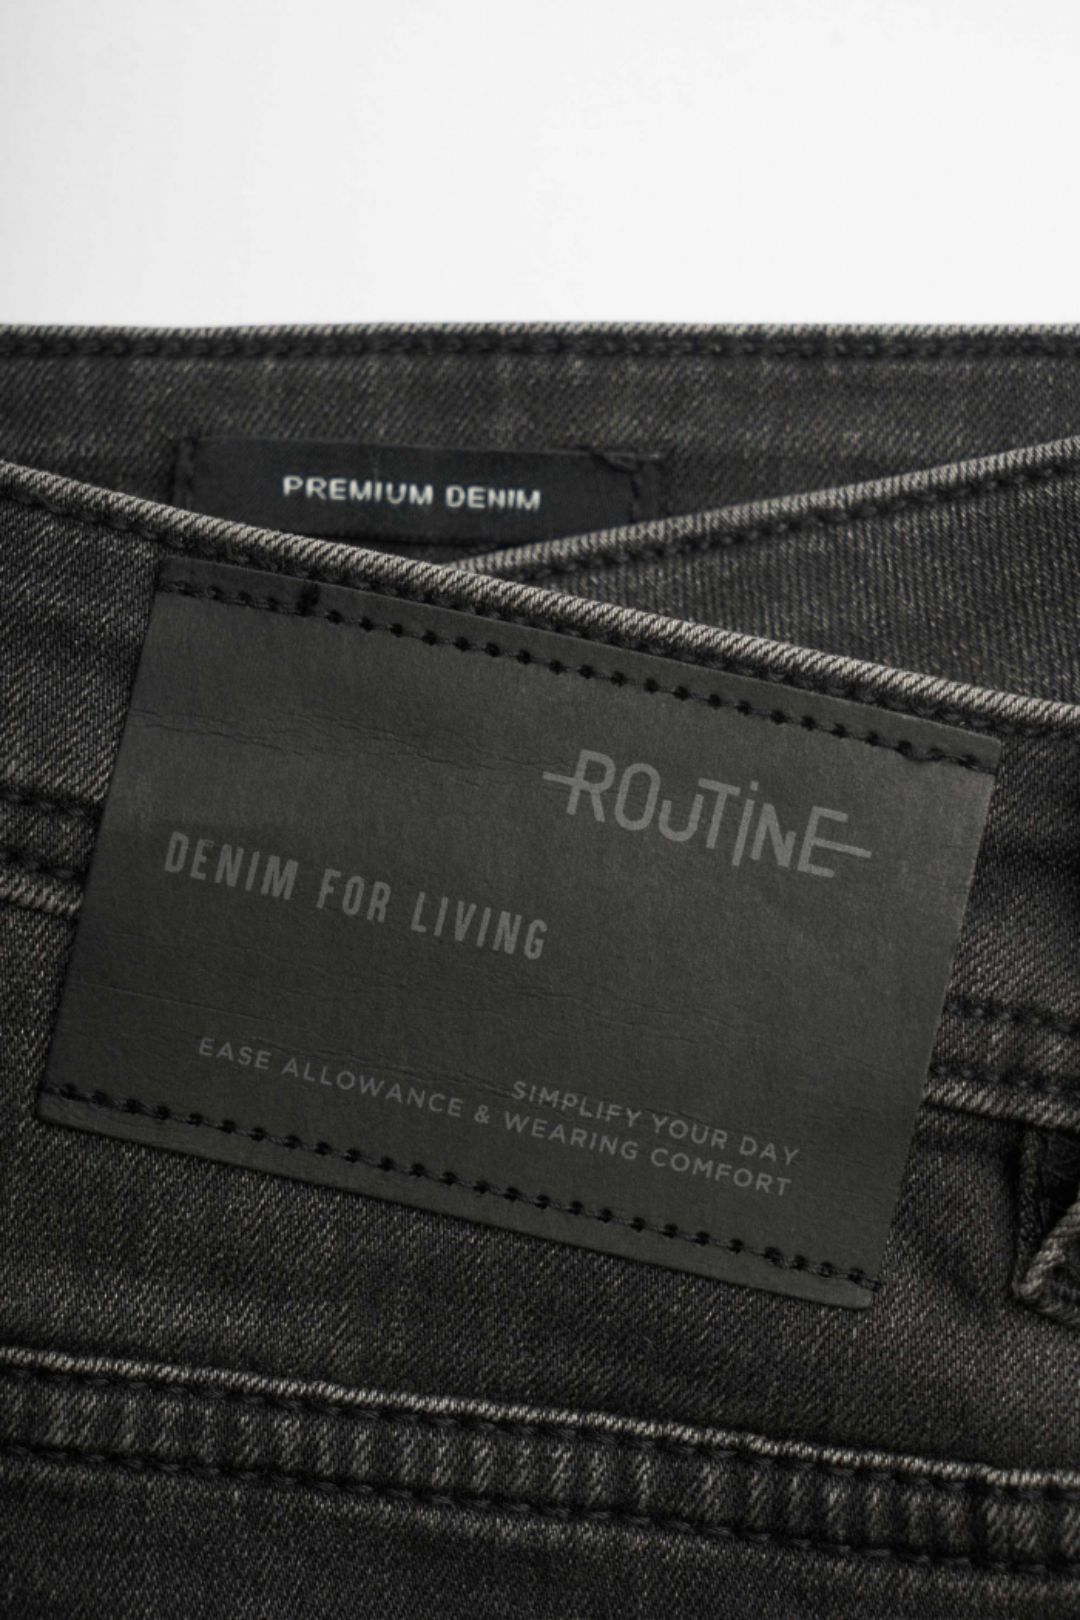 PREMIUM DENIM
ROUTINE
DENIM FOR LIVING
SIMPLIFY YOUR DAY
EASE ALLOWANCE & WEARING COMFORT